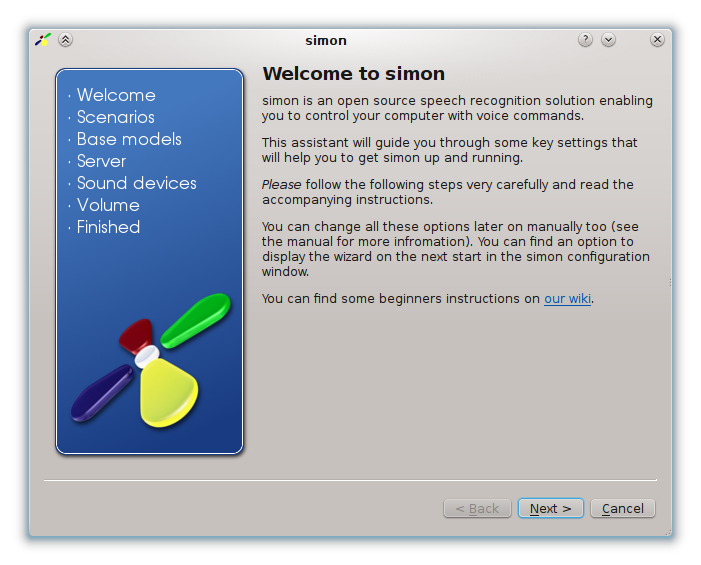 simon
· Welcome
· Scenarios
· Base models
· Server
· Sound devices
· Volume
· Finished
Welcome to simon
simon is an open source speech recognition solution enabling
you to control your computer with voice commands.
This assistant will guide you through some key settings that
will help you to get simon up and running.
Please follow the following steps very carefully and read the
accompanying instructions.
You can change all these options later on manually too (see
the manual for more infromation). You can find an option to
display the wizard on the next start in the simon configuration
window.
You can find some beginners instructions on our wiki.
< Back
Next >
Cancel